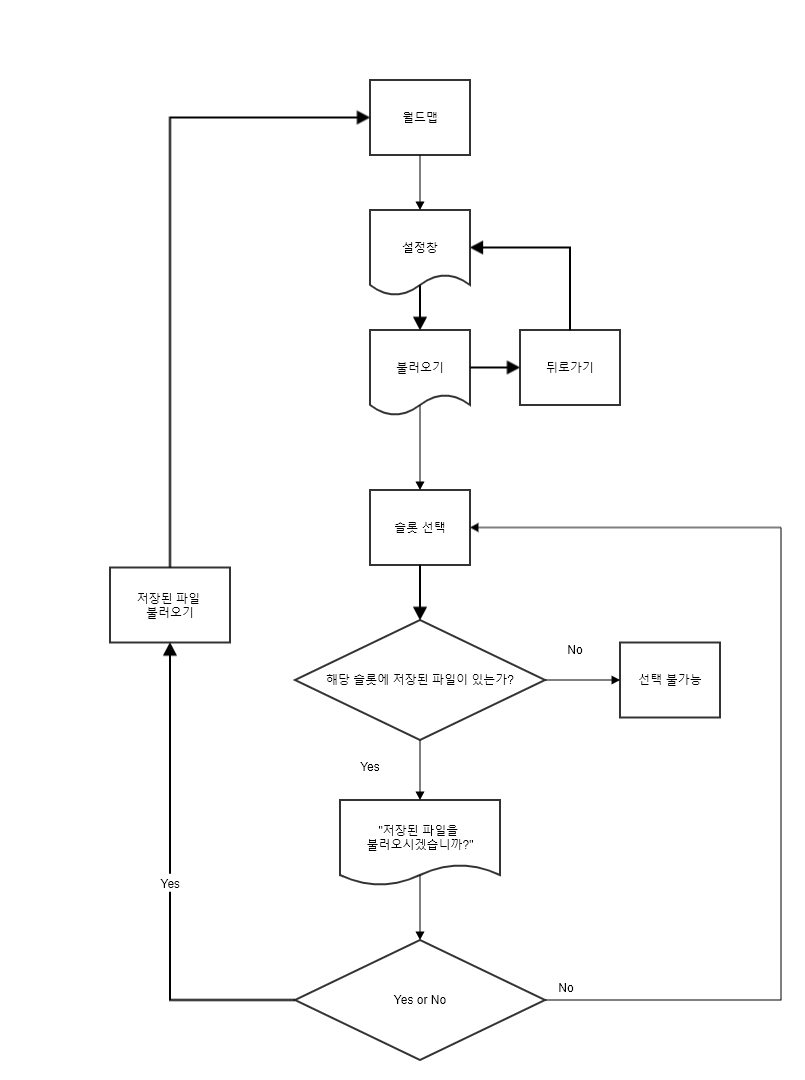 월드맵
설정창
불러오기
뒤로가기
슬롯 선택
저장된 파일
불러오기
해당 슬롯에 저장된 파일이 있는가?
No
선택 불가능
Yes
"저장된 파일을
불러오시겠습니까?"
Yes
Yes or No
No